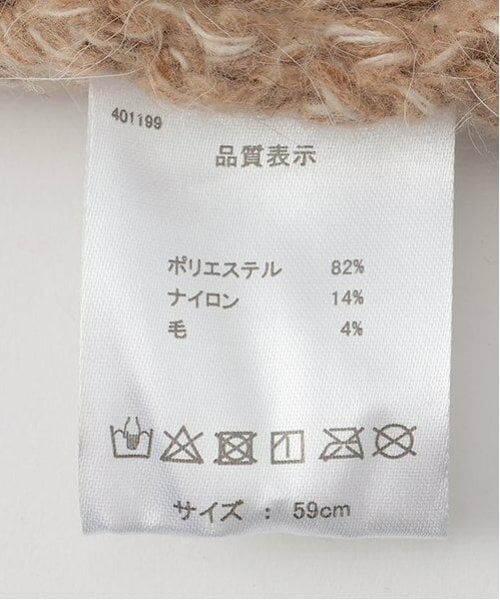 401199
品質表示
ポリエステル 82%
ナイロン 14%
毛 4%
サイズ : 59cm